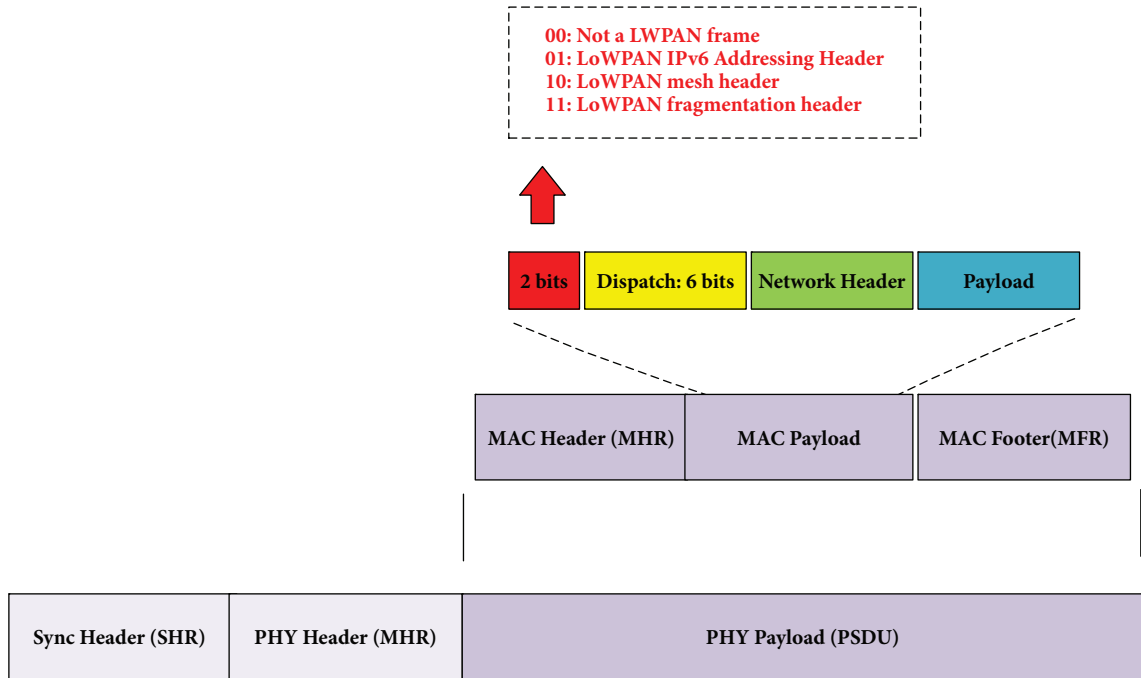 00: Not a LWPAN frame
01: LoWPAN IPv6 Addressing Header
10: LoWPAN mesh header
11: LoWPAN fragmentation header
2 bits
Dispatch: 6 bits
Network Header
Payload
MAC Header (MHR)
MAC Payload
MAC Footer(MFR)
Sync Header (SHR)
PHY Header (MHR)
PHY Payload (PSDU)